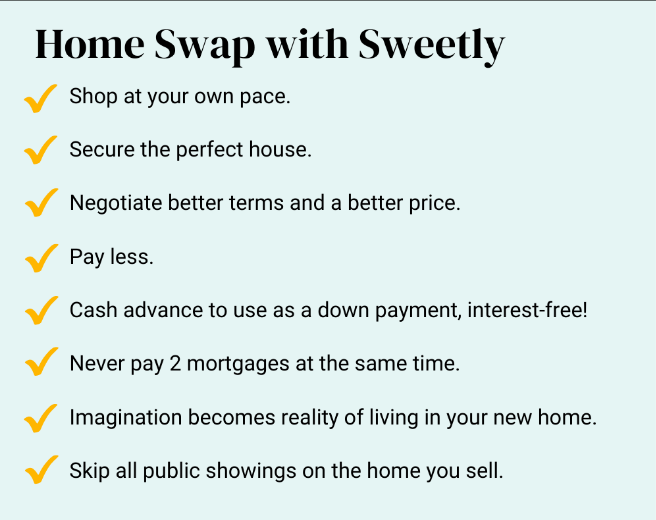 Home Swap with Sweetly
Shop at your own pace.
Secure the perfect house.
Negotiate better terms and a better price.
Pay less.
Cash advance to use as a down payment, interest-free!
Never pay 2 mortgages at the same time.
Imagination becomes reality of living in your new home.
Skip all public showings on the home you sell.